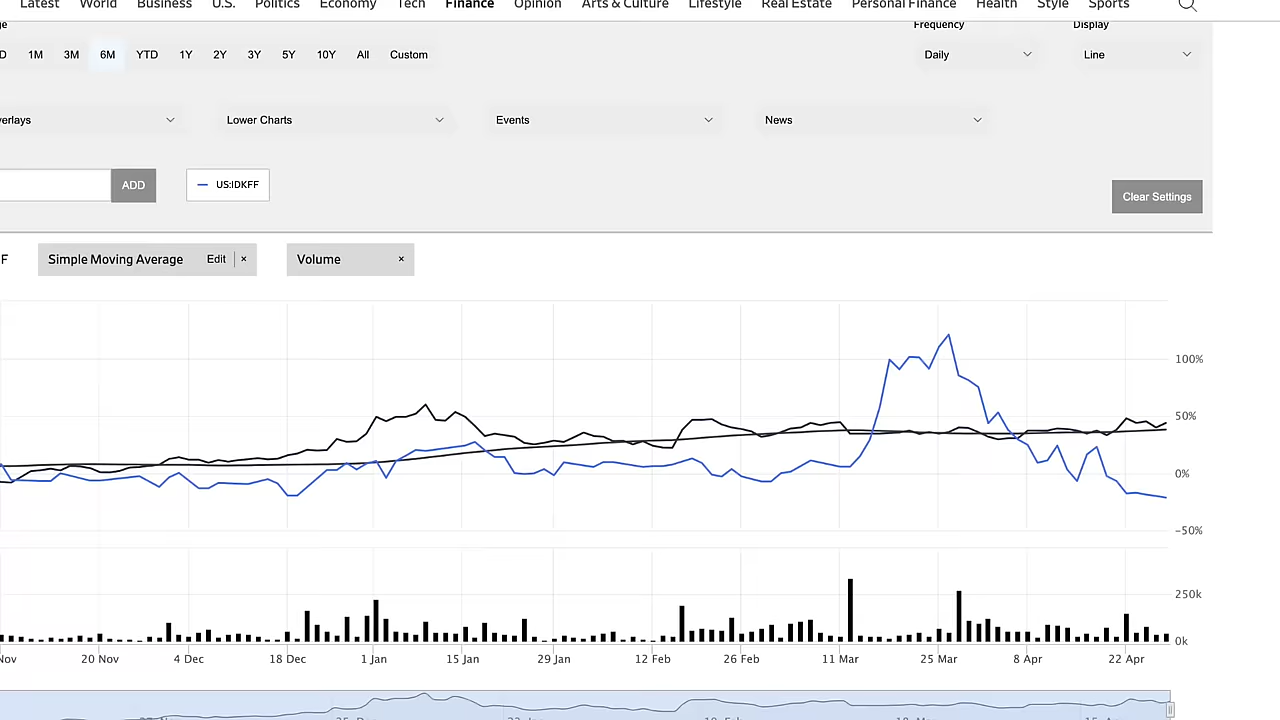 Latest World Business U.S. Politics Economy Tech Finance Opinion Arts & Culture Lifestyle Real Estate Personal Finance Health Style Sports
Frequency Display
D 1M 3M 6M YTD 1Y 2Y 3Y 5Y 10Y All Custom Daily Line
verlays Lower Charts Events News
ADD US:IDKFF
Clear Settings
F Simple Moving Average Edit × Volume ×
100%
50%
0%
-50%
250k
0k
Nov 20 Nov 4 Dec 18 Dec 1 Jan 15 Jan 29 Jan 12 Feb 26 Feb 11 Mar 25 Mar 8 Apr 22 Apr